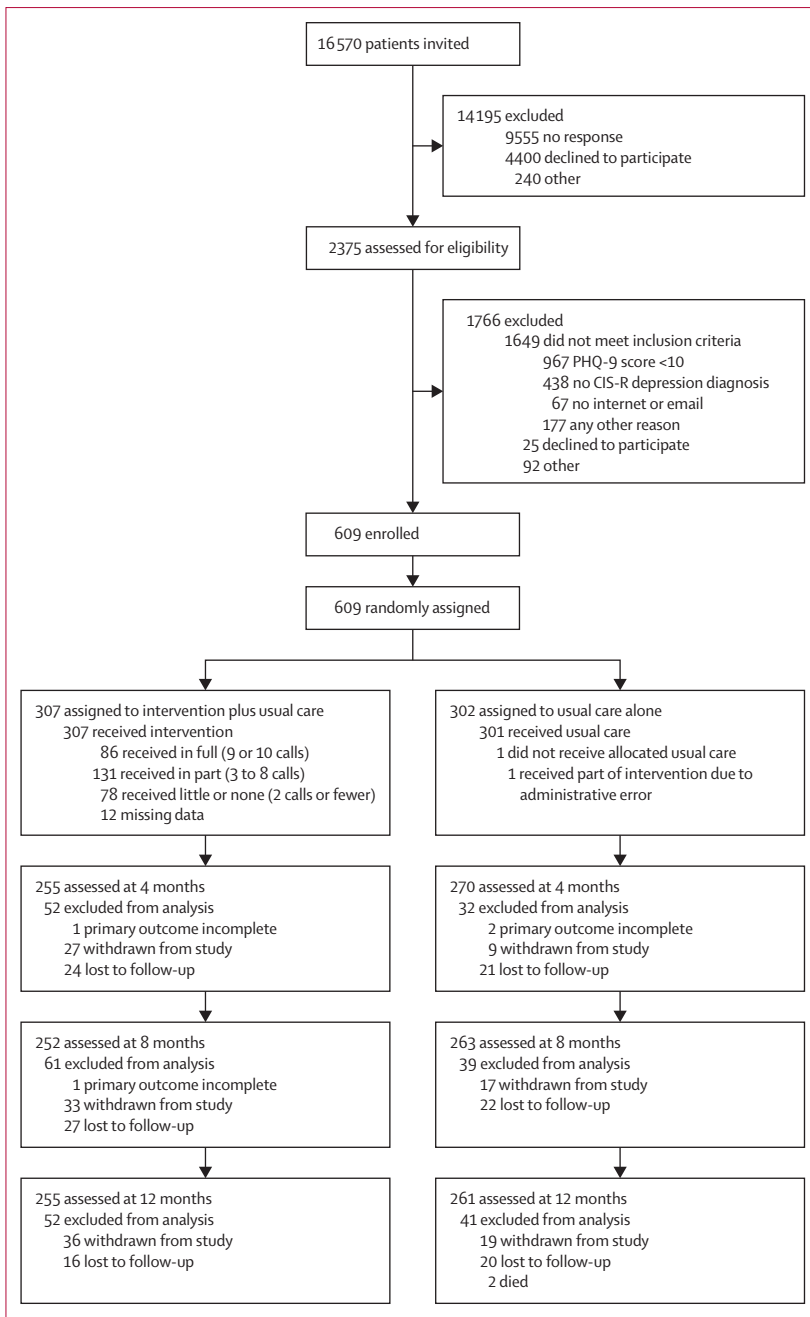 16 570 patients invited
14 195 excluded
9555 no response
4400 declined to participate
240 other
2375 assessed for eligibility
1766 excluded
1649 did not meet inclusion criteria
967 PHQ-9 score <10
438 no CIS-R depression diagnosis
67 no internet or email
177 any other reason
25 declined to participate
92 other
609 enrolled
609 randomly assigned
307 assigned to intervention plus usual care
307 received intervention
86 received in full (9 or 10 calls)
131 received in part (3 to 8 calls)
78 received little or none (2 calls or fewer)
12 missing data
302 assigned to usual care alone
301 received usual care
1 did not receive allocated usual care
1 received part of intervention due to
administrative error
255 assessed at 4 months
52 excluded from analysis
1 primary outcome incomplete
27 withdrawn from study
24 lost to follow-up
270 assessed at 4 months
32 excluded from analysis
2 primary outcome incomplete
9 withdrawn from study
21 lost to follow-up
252 assessed at 8 months
61 excluded from analysis
1 primary outcome incomplete
33 withdrawn from study
27 lost to follow-up
263 assessed at 8 months
39 excluded from analysis
17 withdrawn from study
22 lost to follow-up
255 assessed at 12 months
52 excluded from analysis
36 withdrawn from study
16 lost to follow-up
261 assessed at 12 months
41 excluded from analysis
19 withdrawn from study
20 lost to follow-up
2 died